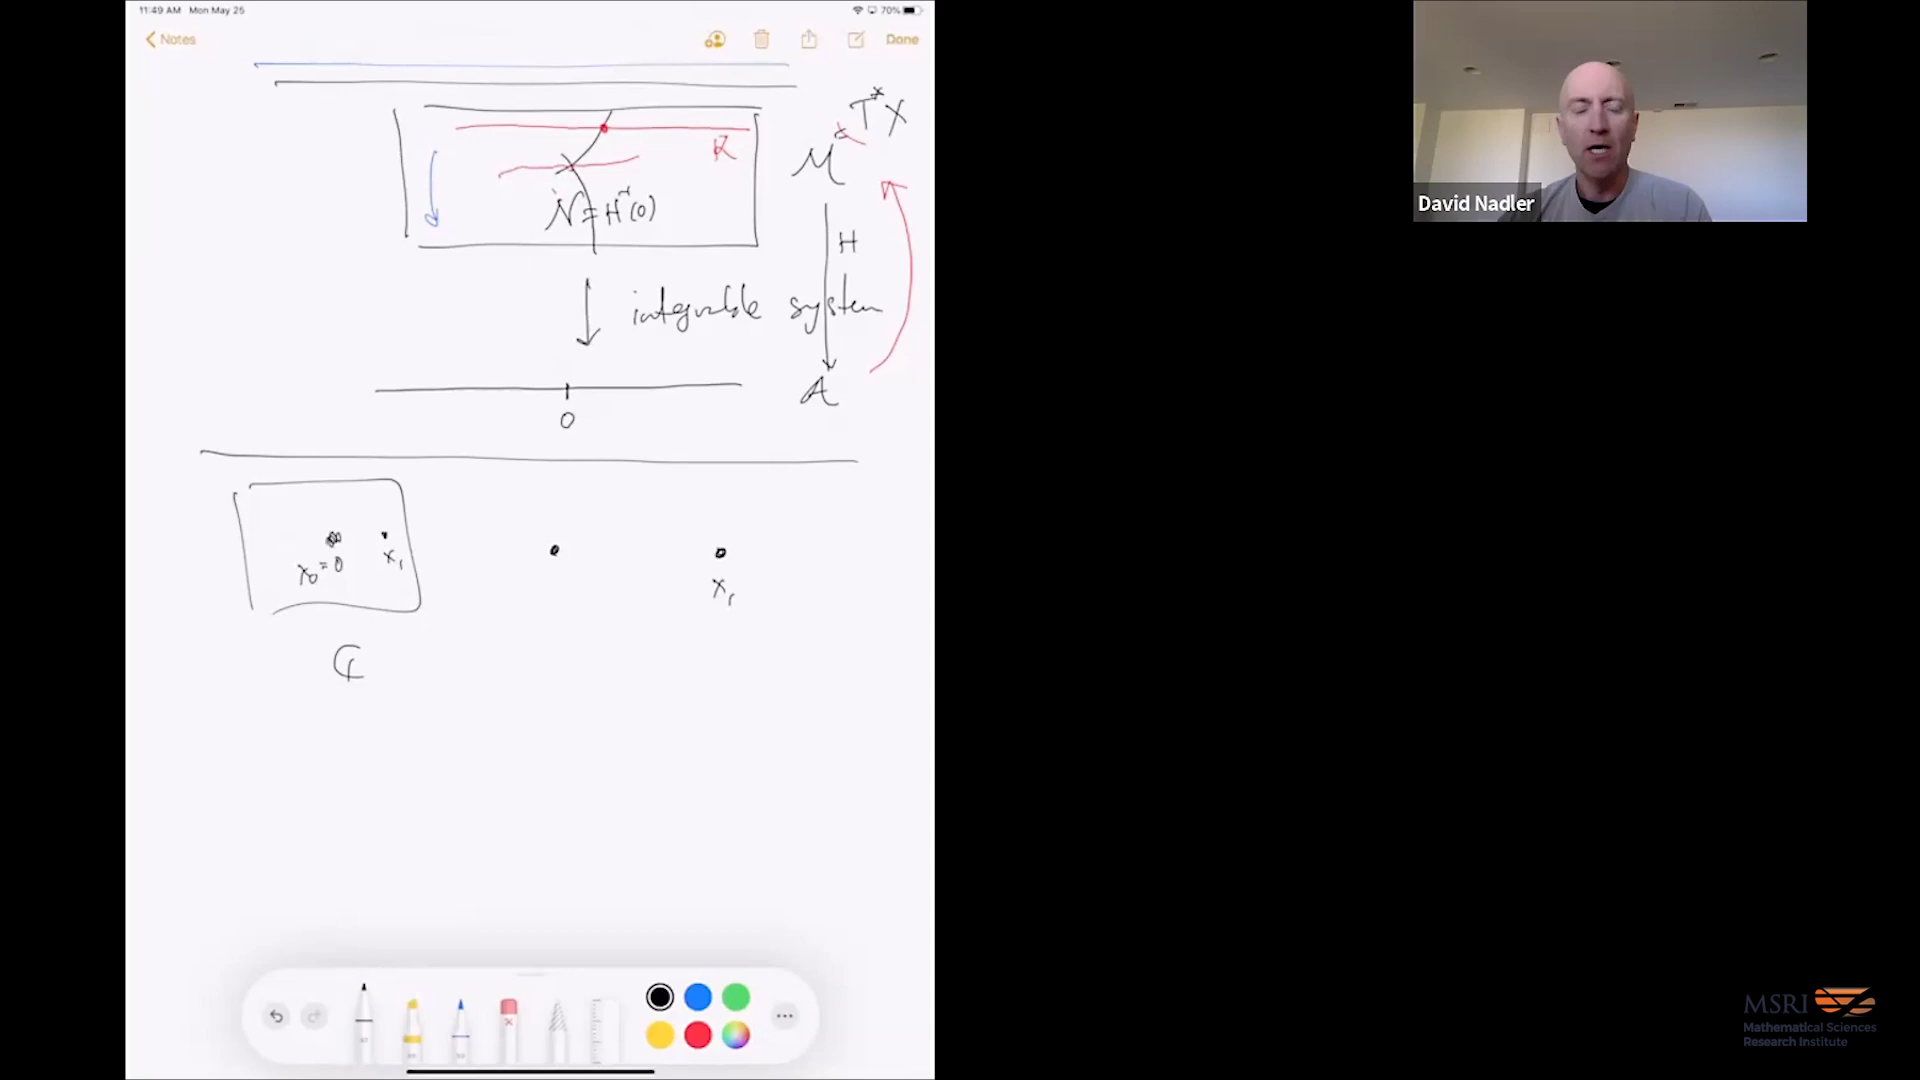 11:49 AM Mon May 25
70%
Notes
Done
T*X
M
R
N = H⁻¹(0)
H
integrable system
A
0
x₀ = 0
x₁
x₁
ℂ
David Nadler
MSRI
Mathematical Sciences
Research Institute